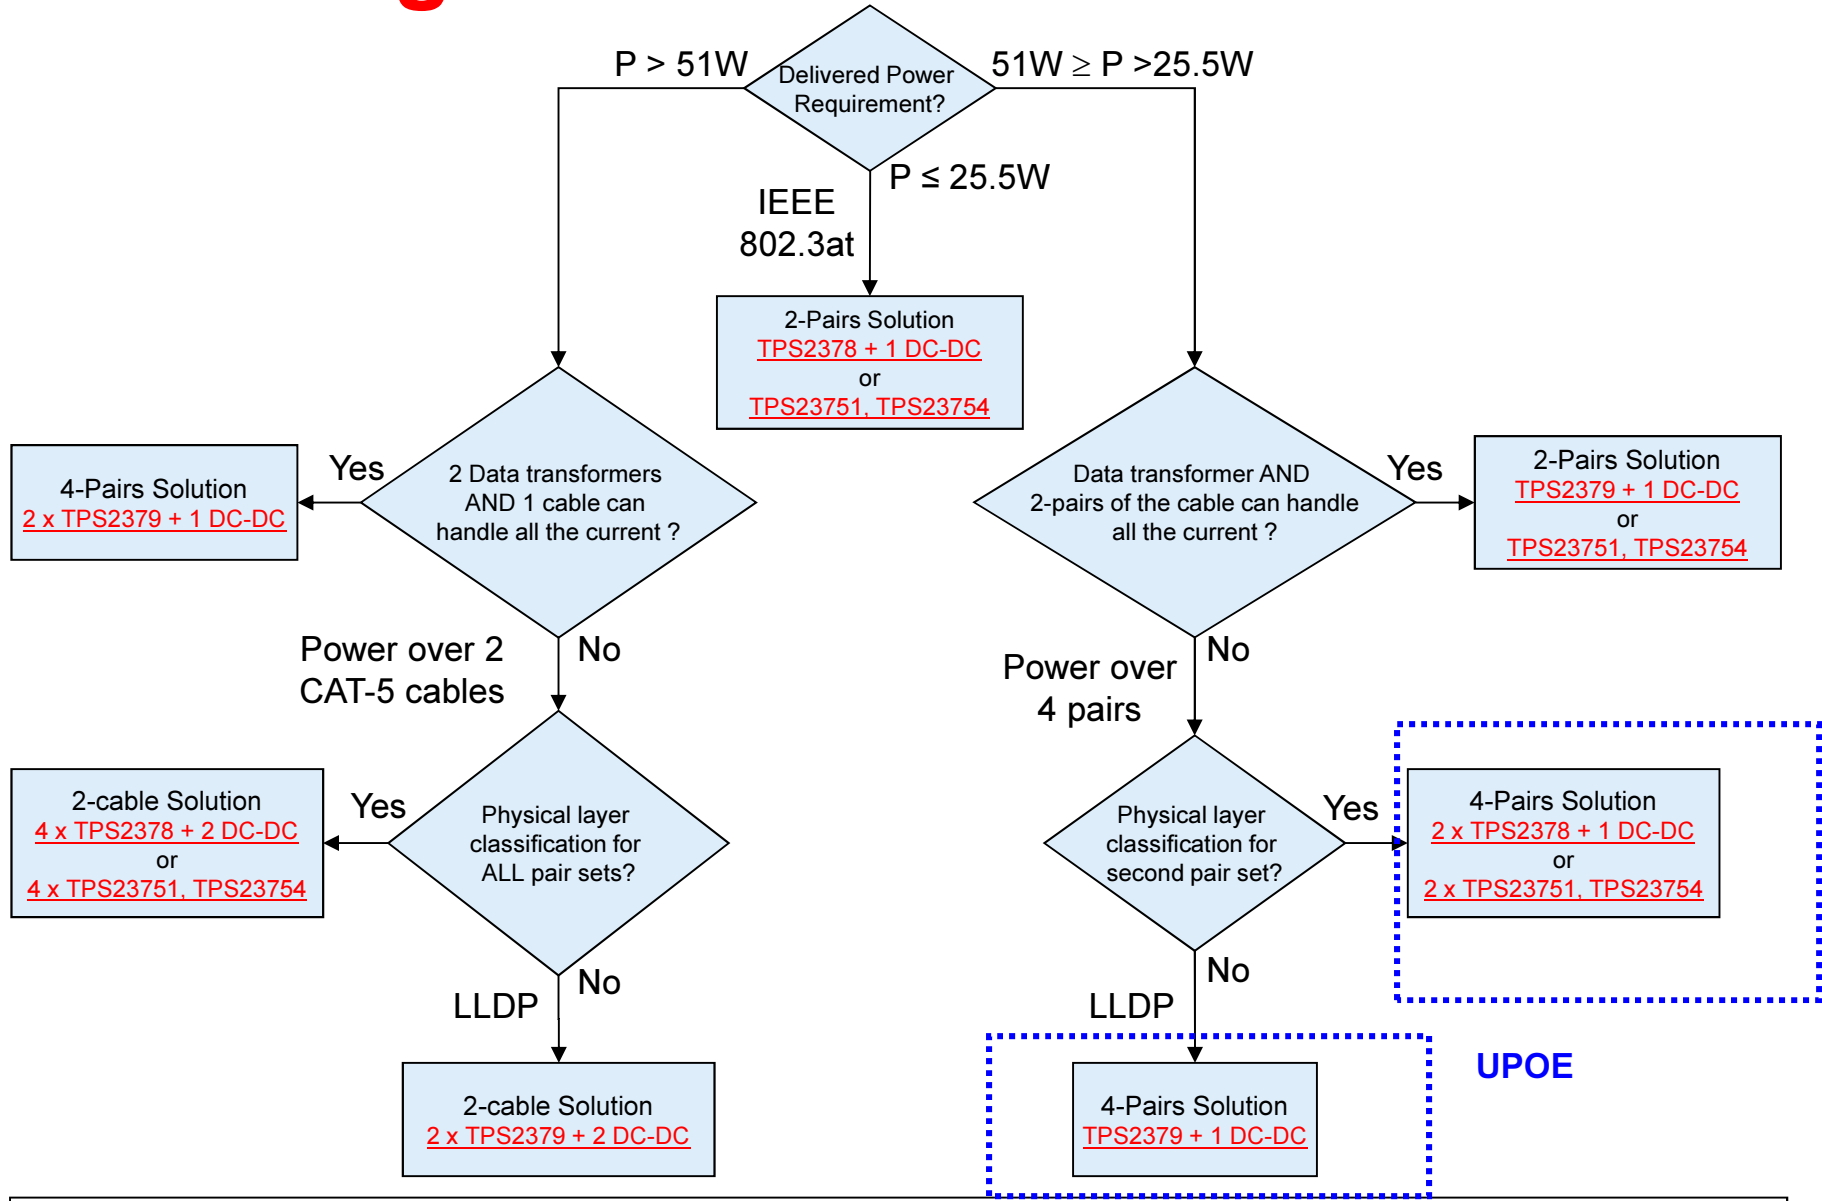 P > 51W
Delivered Power
Requirement?
51W ≥ P >25.5W
P ≤ 25.5W
IEEE
802.3at
2-Pairs Solution
TPS2378 + 1 DC-DC
or
TPS23751, TPS23754
4-Pairs Solution
2 x TPS2379 + 1 DC-DC
Yes
2 Data transformers
AND 1 cable can
handle all the current ?
Data transformer AND
2-pairs of the cable can handle
all the current ?
Yes
2-Pairs Solution
TPS2379 + 1 DC-DC
or
TPS23751, TPS23754
Power over 2
CAT-5 cables
No
Power over
4 pairs
No
2-cable Solution
4 x TPS2378 + 2 DC-DC
or
4 x TPS23751, TPS23754
Yes
Physical layer
classification for
ALL pair sets?
Physical layer
classification for
second pair set?
Yes
4-Pairs Solution
2 x TPS2378 + 1 DC-DC
or
2 x TPS23751, TPS23754
No
LLDP
No
LLDP
2-cable Solution
2 x TPS2379 + 2 DC-DC
4-Pairs Solution
TPS2379 + 1 DC-DC
UPOE